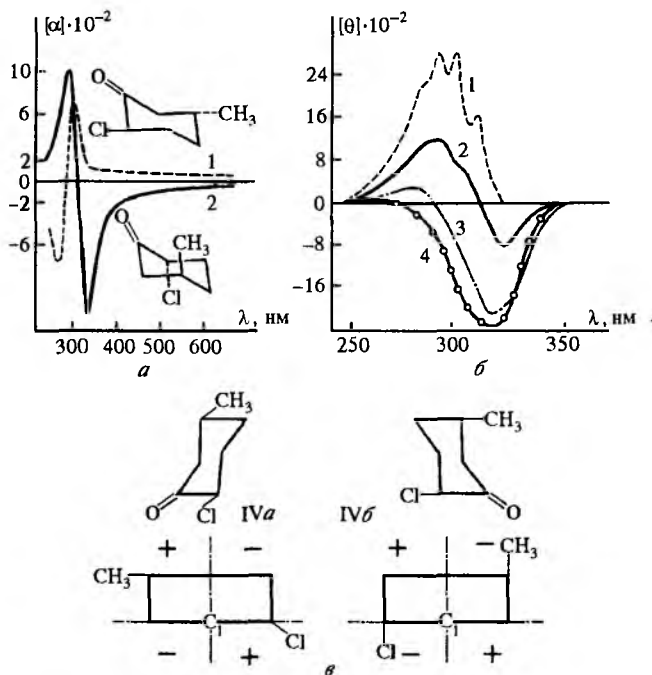 [α]·10⁻²
10
6
2
0
-2
-6
O
Cl
CH₃
1
2
O
CH₃
Cl
300 400 500 600
λ, нм
а
[θ]·10⁻²
24
16
8
0
-8
-16
1
2
3
4
250 300 350
λ, нм
б
CH₃
O
Cl
IVа
CH₃
Cl
O
IVб
+ -
CH₃
C₁
Cl
- +
+ -
CH₃
C₁
Cl
- +
в